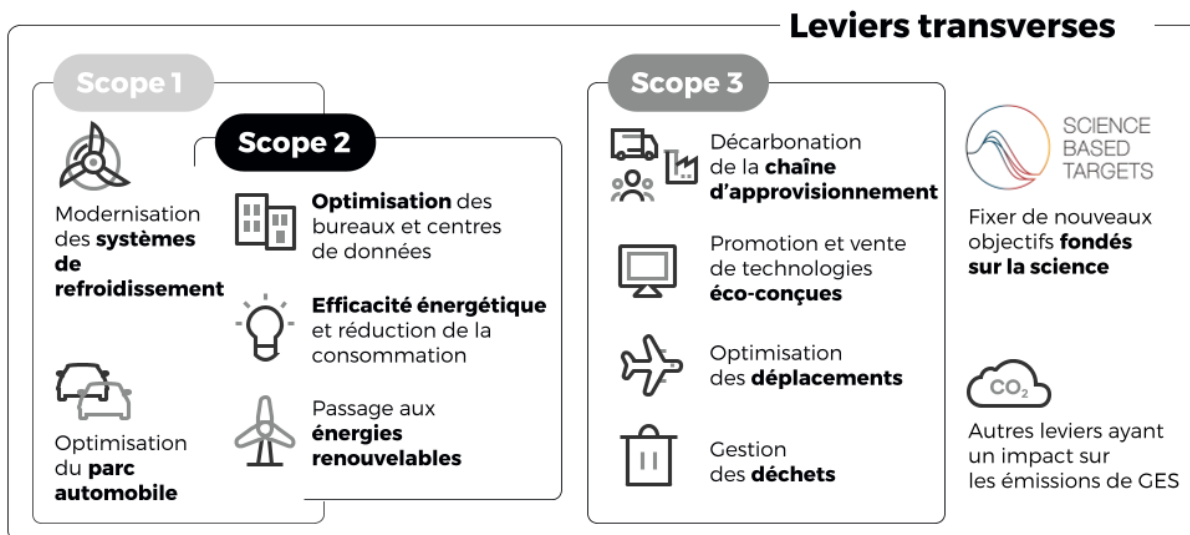 Leviers transverses
Scope 1
Modernisation
des systèmes
de
refroidissement
Optimisation
du parc
automobile
Scope 2
Optimisation des
bureaux et centres
de données
Efficacité énergétique
et réduction de la
consommation
Passage aux
énergies
renouvelables
Scope 3
Décarbonation
de la chaîne
d’approvisionnement
Promotion et vente
de technologies
éco-conçues
Optimisation
des déplacements
Gestion
des déchets
SCIENCE
BASED
TARGETS
Fixer de nouveaux
objectifs fondés
sur la science
CO₂
Autres leviers ayant
un impact sur
les émissions de GES